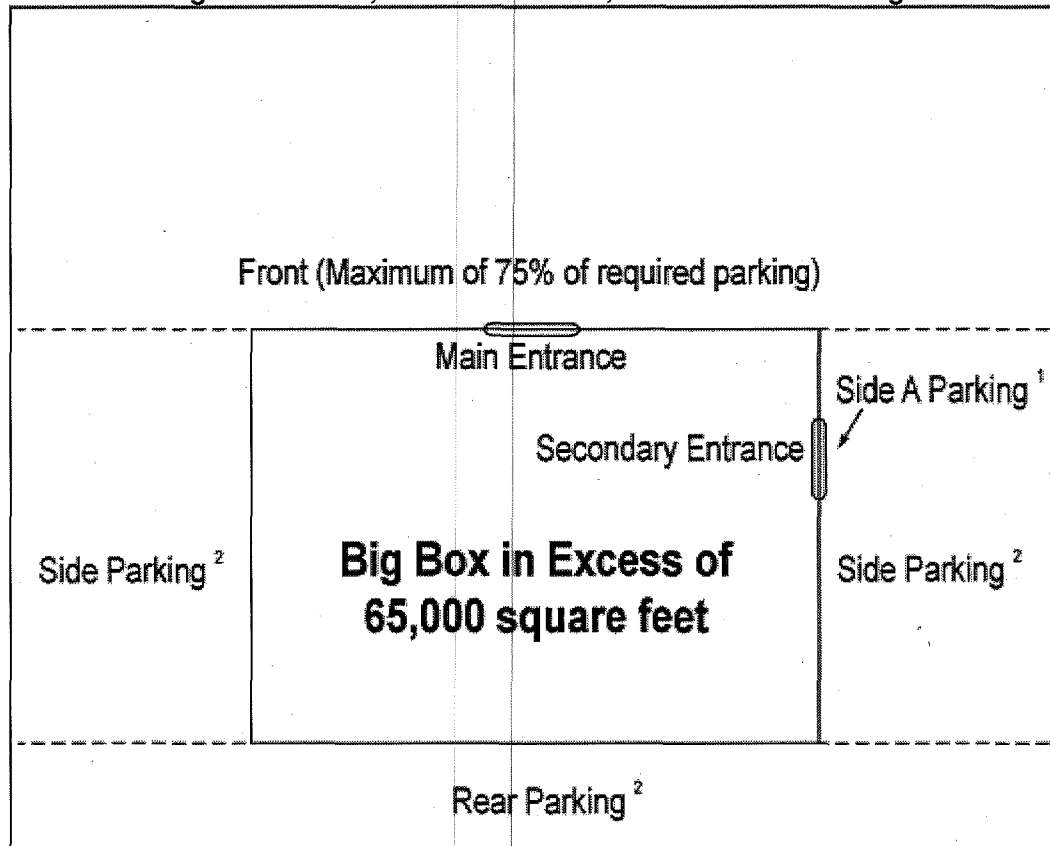 Front (Maximum of 75% of required parking)
Main Entrance
Side A Parking ¹
Secondary Entrance
Side Parking ²
Big Box in Excess of
65,000 square feet
Side Parking ²
Rear Parking ²